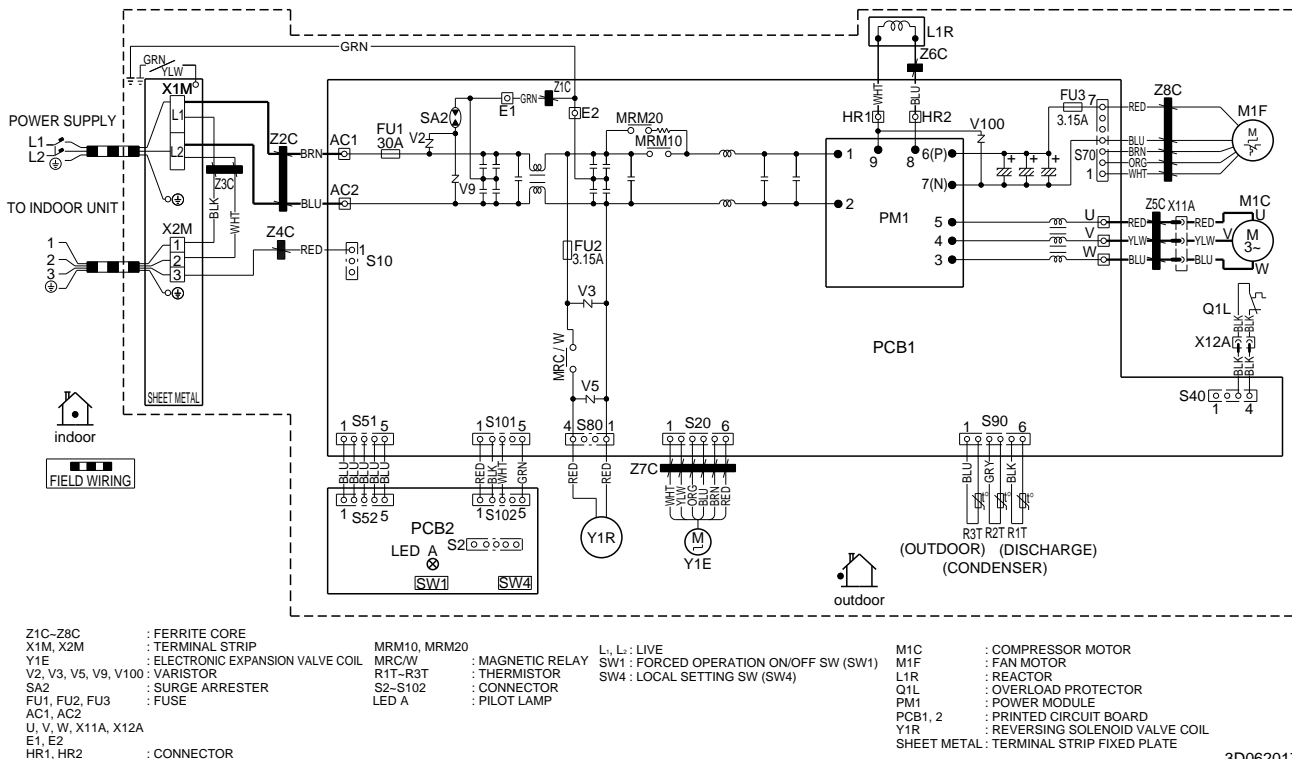 GRN
GRN
YLW
X1M
L1
L2
POWER SUPPLY
L1
L2
Z3C
BLK
WHT
TO INDOOR UNIT
1
2
3
X2M
1
2
3
SHEET METAL
indoor
FIELD WIRING
Z2C
BRN
AC1
FU1
30A
BLU
AC2
Z4C
RED
1
S10
SA2
V2
V9
E1
GRN
Z1C
E2
MRM20
MRM10
FU2
3.15A
V3
MRC / W
V5
L1R
Z6C
WHT
BLU
HR1
HR2
9
8
1
2
6(P)
7(N)
5
4
3
PM1
V100
FU3
3.15A
7
S70
1
RED
BLU
BRN
ORG
WHT
Z8C
M1F
M
U
V
W
RED
YLW
BLU
Z5C
X11A
RED
YLW
BLU
M1C
U
V
W
M
3~
Q1L
BLK
BLK
X12A
BLK
BLK
S40
1
4
PCB1
1
S51
5
BLU
BLU
BLU
BLU
BLU
1
S52
5
1
S101
5
RED
BLK
WHT
GRN
1
S102
5
PCB2
LED A
S2
SW1
SW4
4
S80
1
RED
RED
Y1R
1
S20
6
Z7C
WHT
YLW
ORG
BLU
BRN
RED
M
Y1E
1
S90
6
BLU
GRY
BLK
t°
t°
t°
R3T
R2T
R1T
(OUTDOOR)
(DISCHARGE)
(CONDENSER)
outdoor
Z1C~Z8C : FERRITE CORE
X1M, X2M : TERMINAL STRIP
Y1E : ELECTRONIC EXPANSION VALVE COIL
V2, V3, V5, V9, V100 : VARISTOR
SA2 : SURGE ARRESTER
FU1, FU2, FU3 : FUSE
AC1, AC2
U, V, W, X11A, X12A
E1, E2
HR1, HR2 : CONNECTOR
MRM10, MRM20
MRC/W : MAGNETIC RELAY
R1T~R3T : THERMISTOR
S2~S102 : CONNECTOR
LED A : PILOT LAMP
L₁, L₂ : LIVE
SW1 : FORCED OPERATION ON/OFF SW (SW1)
SW4 : LOCAL SETTING SW (SW4)
M1C : COMPRESSOR MOTOR
M1F : FAN MOTOR
L1R : REACTOR
Q1L : OVERLOAD PROTECTOR
PM1 : POWER MODULE
PCB1, 2 : PRINTED CIRCUIT BOARD
Y1R : REVERSING SOLENOID VALVE COIL
SHEET METAL : TERMINAL STRIP FIXED PLATE